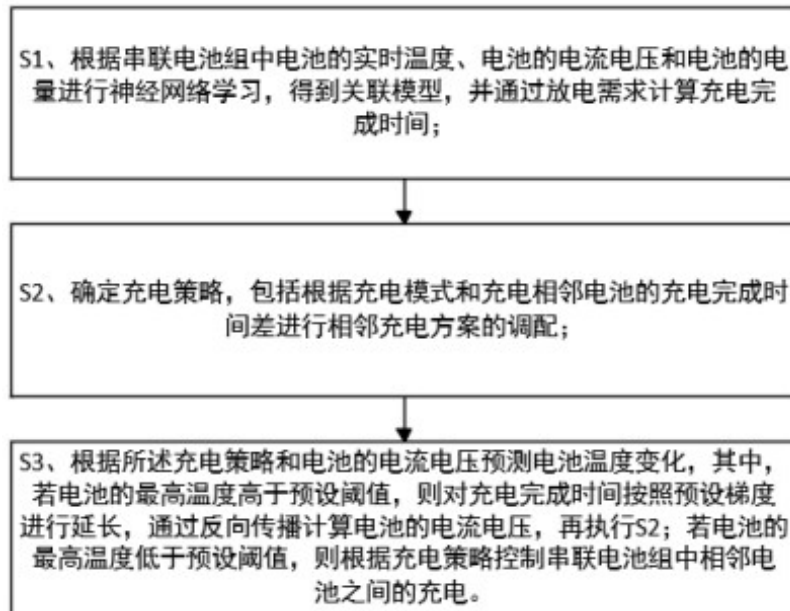 S1、根据串联电池组中电池的实时温度、电池的电流电压和电池的电
量进行神经网络学习，得到关联模型，并通过放电需求计算充电完
成时间；
S2、确定充电策略，包括根据充电模式和充电相邻电池的充电完成时
间差进行相邻充电方案的调配；
S3、根据所述充电策略和电池的电流电压预测电池温度变化，其中，
若电池的最高温度高于预设阈值，则对充电完成时间按照预设梯度
进行延长，通过反向传播计算电池的电流电压，再执行S2；若电池的
最高温度低于预设阈值，则根据充电策略控制串联电池组中相邻电
池之间的充电。